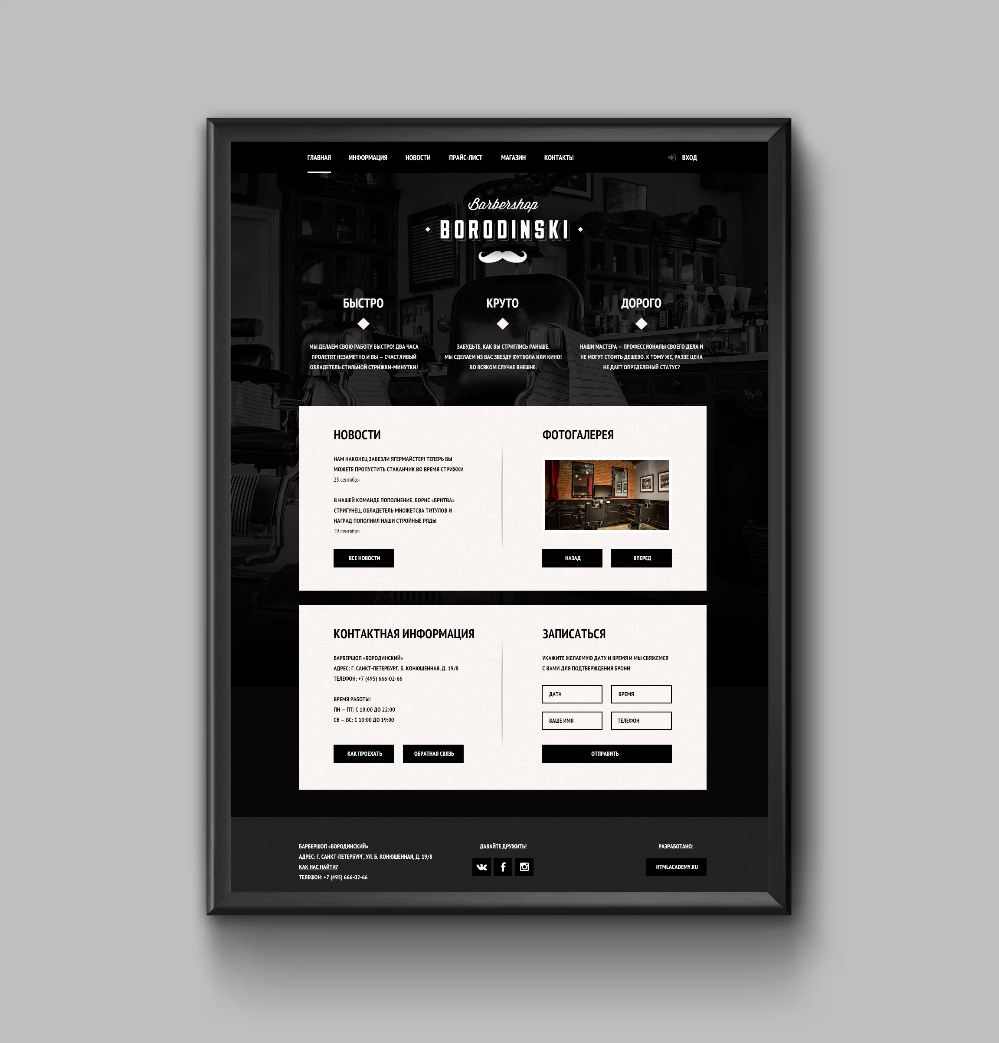 ГЛАВНАЯ ИНФОРМАЦИЯ НОВОСТИ ПРАЙС-ЛИСТ МАГАЗИН КОНТАКТЫ ВХОД
Barbershop
BORODINSKI
БЫСТРО
МЫ ДЕЛАЕМ СВОЮ РАБОТУ БЫСТРО! ДВА ЧАСА
ПРОЛЕТЯТ НЕЗАМЕТНО И ВЫ — СЧАСТЛИВЫЙ
ОБЛАДАТЕЛЬ СТИЛЬНОЙ СТРИЖКИ-МИНУТКИ!
КРУТО
ЗАБУДЬТЕ, КАК ВЫ СТРИГЛИСЬ РАНЬШЕ.
МЫ СДЕЛАЕМ ИЗ ВАС ЗВЕЗДУ ФУТБОЛА ИЛИ КИНО!
ВО ВСЯКОМ СЛУЧАЕ ВНЕШНЕ.
ДОРОГО
НАШИ МАСТЕРА — ПРОФЕССИОНАЛЫ СВОЕГО ДЕЛА И
НЕ МОГУТ СТОИТЬ ДЕШЕВО. К ТОМУ ЖЕ, РАЗВЕ ЦЕНА
НЕ ДАЕТ ОПРЕДЕЛЕНЫЙ СТАТУС?
НОВОСТИ
НАМ НАКОНЕЦ ЗАВЕЗЛИ ЯГЕРМАЙСТЕР! ТЕПЕРЬ ВЫ
МОЖЕТЕ ПРОПУСТИТЬ СТАКАНЧИК ВО ВРЕМЯ СТРИЖКИ
25 сентября
В НАШЕЙ КОМАНДЕ ПОПОЛНЕНИЕ, БОРИС «БРИТВА»
СТРИГУНЕЦ, ОБЛАДАТЕЛЬ МНОЖЕТСВА ТИТУЛОВ И
НАГРАД ПОПОЛНИЛ НАШИ СТРОЙНЫЕ РЯДЫ
19 сентября
ВСЕ НОВОСТИ
ФОТОГАЛЕРЕЯ
НАЗАД ВПЕРЕД
КОНТАКТНАЯ ИНФОРМАЦИЯ
БАРБЕРШОП «БОРОДИНСКИЙ»
АДРЕС: Г. САНКТ-ПЕТЕРБУРГ, Б. КОНЮШЕННАЯ, Д. 19/8
ТЕЛЕФОН: +7 (495) 666-02-66
ВРЕМЯ РАБОТЫ:
ПН — ПТ: С 10:00 ДО 22:00
СБ — ВС: С 10:00 ДО 19:00
КАК ПРОЕХАТЬ ОБРАТНАЯ СВЯЗЬ
ЗАПИСАТЬСЯ
УКАЖИТЕ ЖЕЛАЕМУЮ ДАТУ И ВРЕМЯ И МЫ СВЯЖЕМСЯ
С ВАМИ ДЛЯ ПОДТВЕРЖДЕНИЯ БРОНИ
ДАТА ВРЕМЯ
ВАШЕ ИМЯ ТЕЛЕФОН
ОТПРАВИТЬ
БАРБЕРШОП «БОРОДИНСКИЙ»
АДРЕС: Г. САНКТ-ПЕТЕРБУРГ, УЛ. Б. КОНЮШЕННАЯ, Д. 19/8
КАК НАС НАЙТИ?
ТЕЛЕФОН: +7 (495) 666-02-66
ДАВАЙТЕ ДРУЖИТЬ!
РАЗРАБОТАНО:
HTMLACADEMY.RU